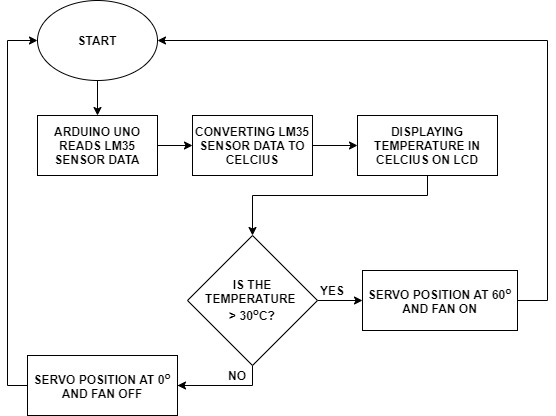 START
ARDUINO UNO
READS LM35
SENSOR DATA
CONVERTING LM35
SENSOR DATA TO
CELCIUS
DISPLAYING
TEMPERATURE IN
CELCIUS ON LCD
IS THE
TEMPERATURE
> 30°C?
YES
SERVO POSITION AT 60°
AND FAN ON
NO
SERVO POSITION AT 0°
AND FAN OFF